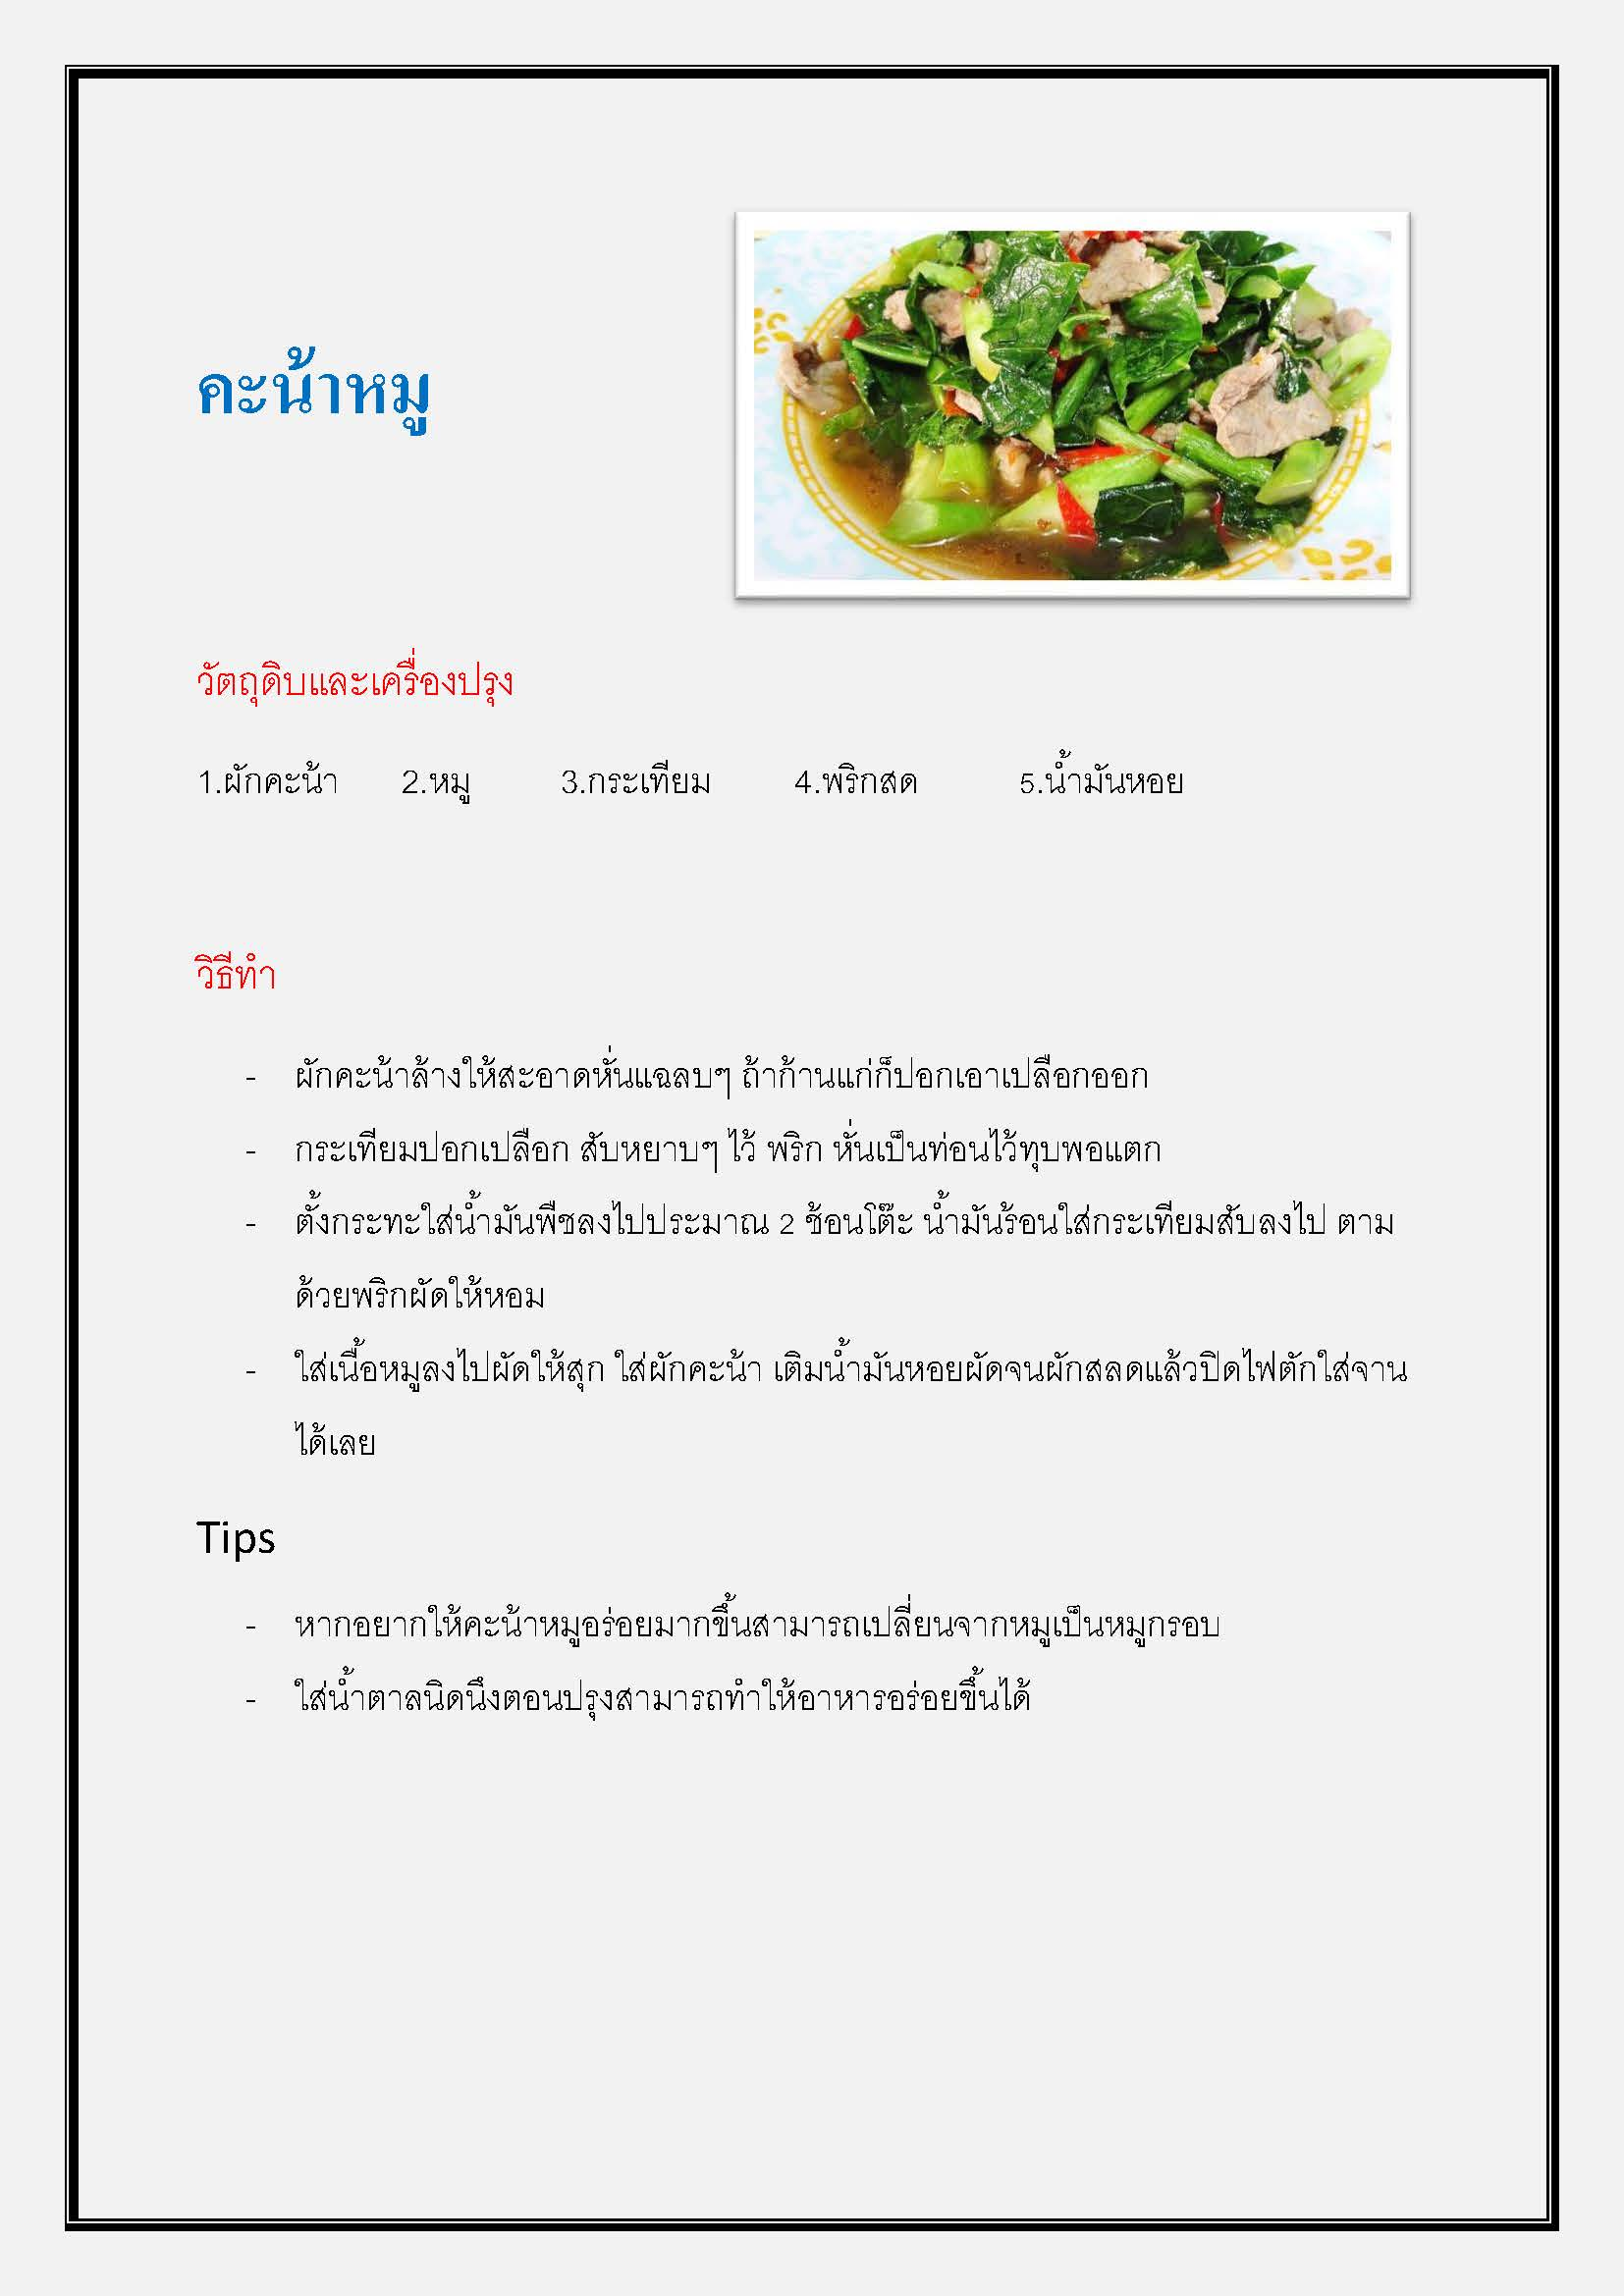 คะน้าหมู
วัตถุดิบและเครื่องปรุง
1.ผักคะน้า 2.หมู 3.กระเทียม 4.พริกสด 5.น้ำมันหอย
วิธีทำ
- ผักคะน้าล้างให้สะอาดหั่นแฉลบๆ ถ้าก้านแก่ก็ปอกเอาเปลือกออก
- กระเทียมปอกเปลือก สับหยาบๆ ไว้ พริก หั่นเป็นท่อนไว้ทุบพอแตก
- ตั้งกระทะใส่น้ำมันพืชลงไปประมาณ 2 ช้อนโต๊ะ น้ำมันร้อนใส่กระเทียมสับลงไป ตาม
ด้วยพริกผัดให้หอม
- ใส่เนื้อหมูลงไปผัดให้สุก ใส่ผักคะน้า เติมน้ำมันหอยผัดจนผักสลดแล้วปิดไฟตักใส่จาน
ได้เลย
Tips
- หากอยากให้คะน้าหมูอร่อยมากขึ้นสามารถเปลี่ยนจากหมูเป็นหมูกรอบ
- ใส่น้ำตาลนิดนึงตอนปรุงสามารถทำให้อาหารอร่อยขึ้นได้